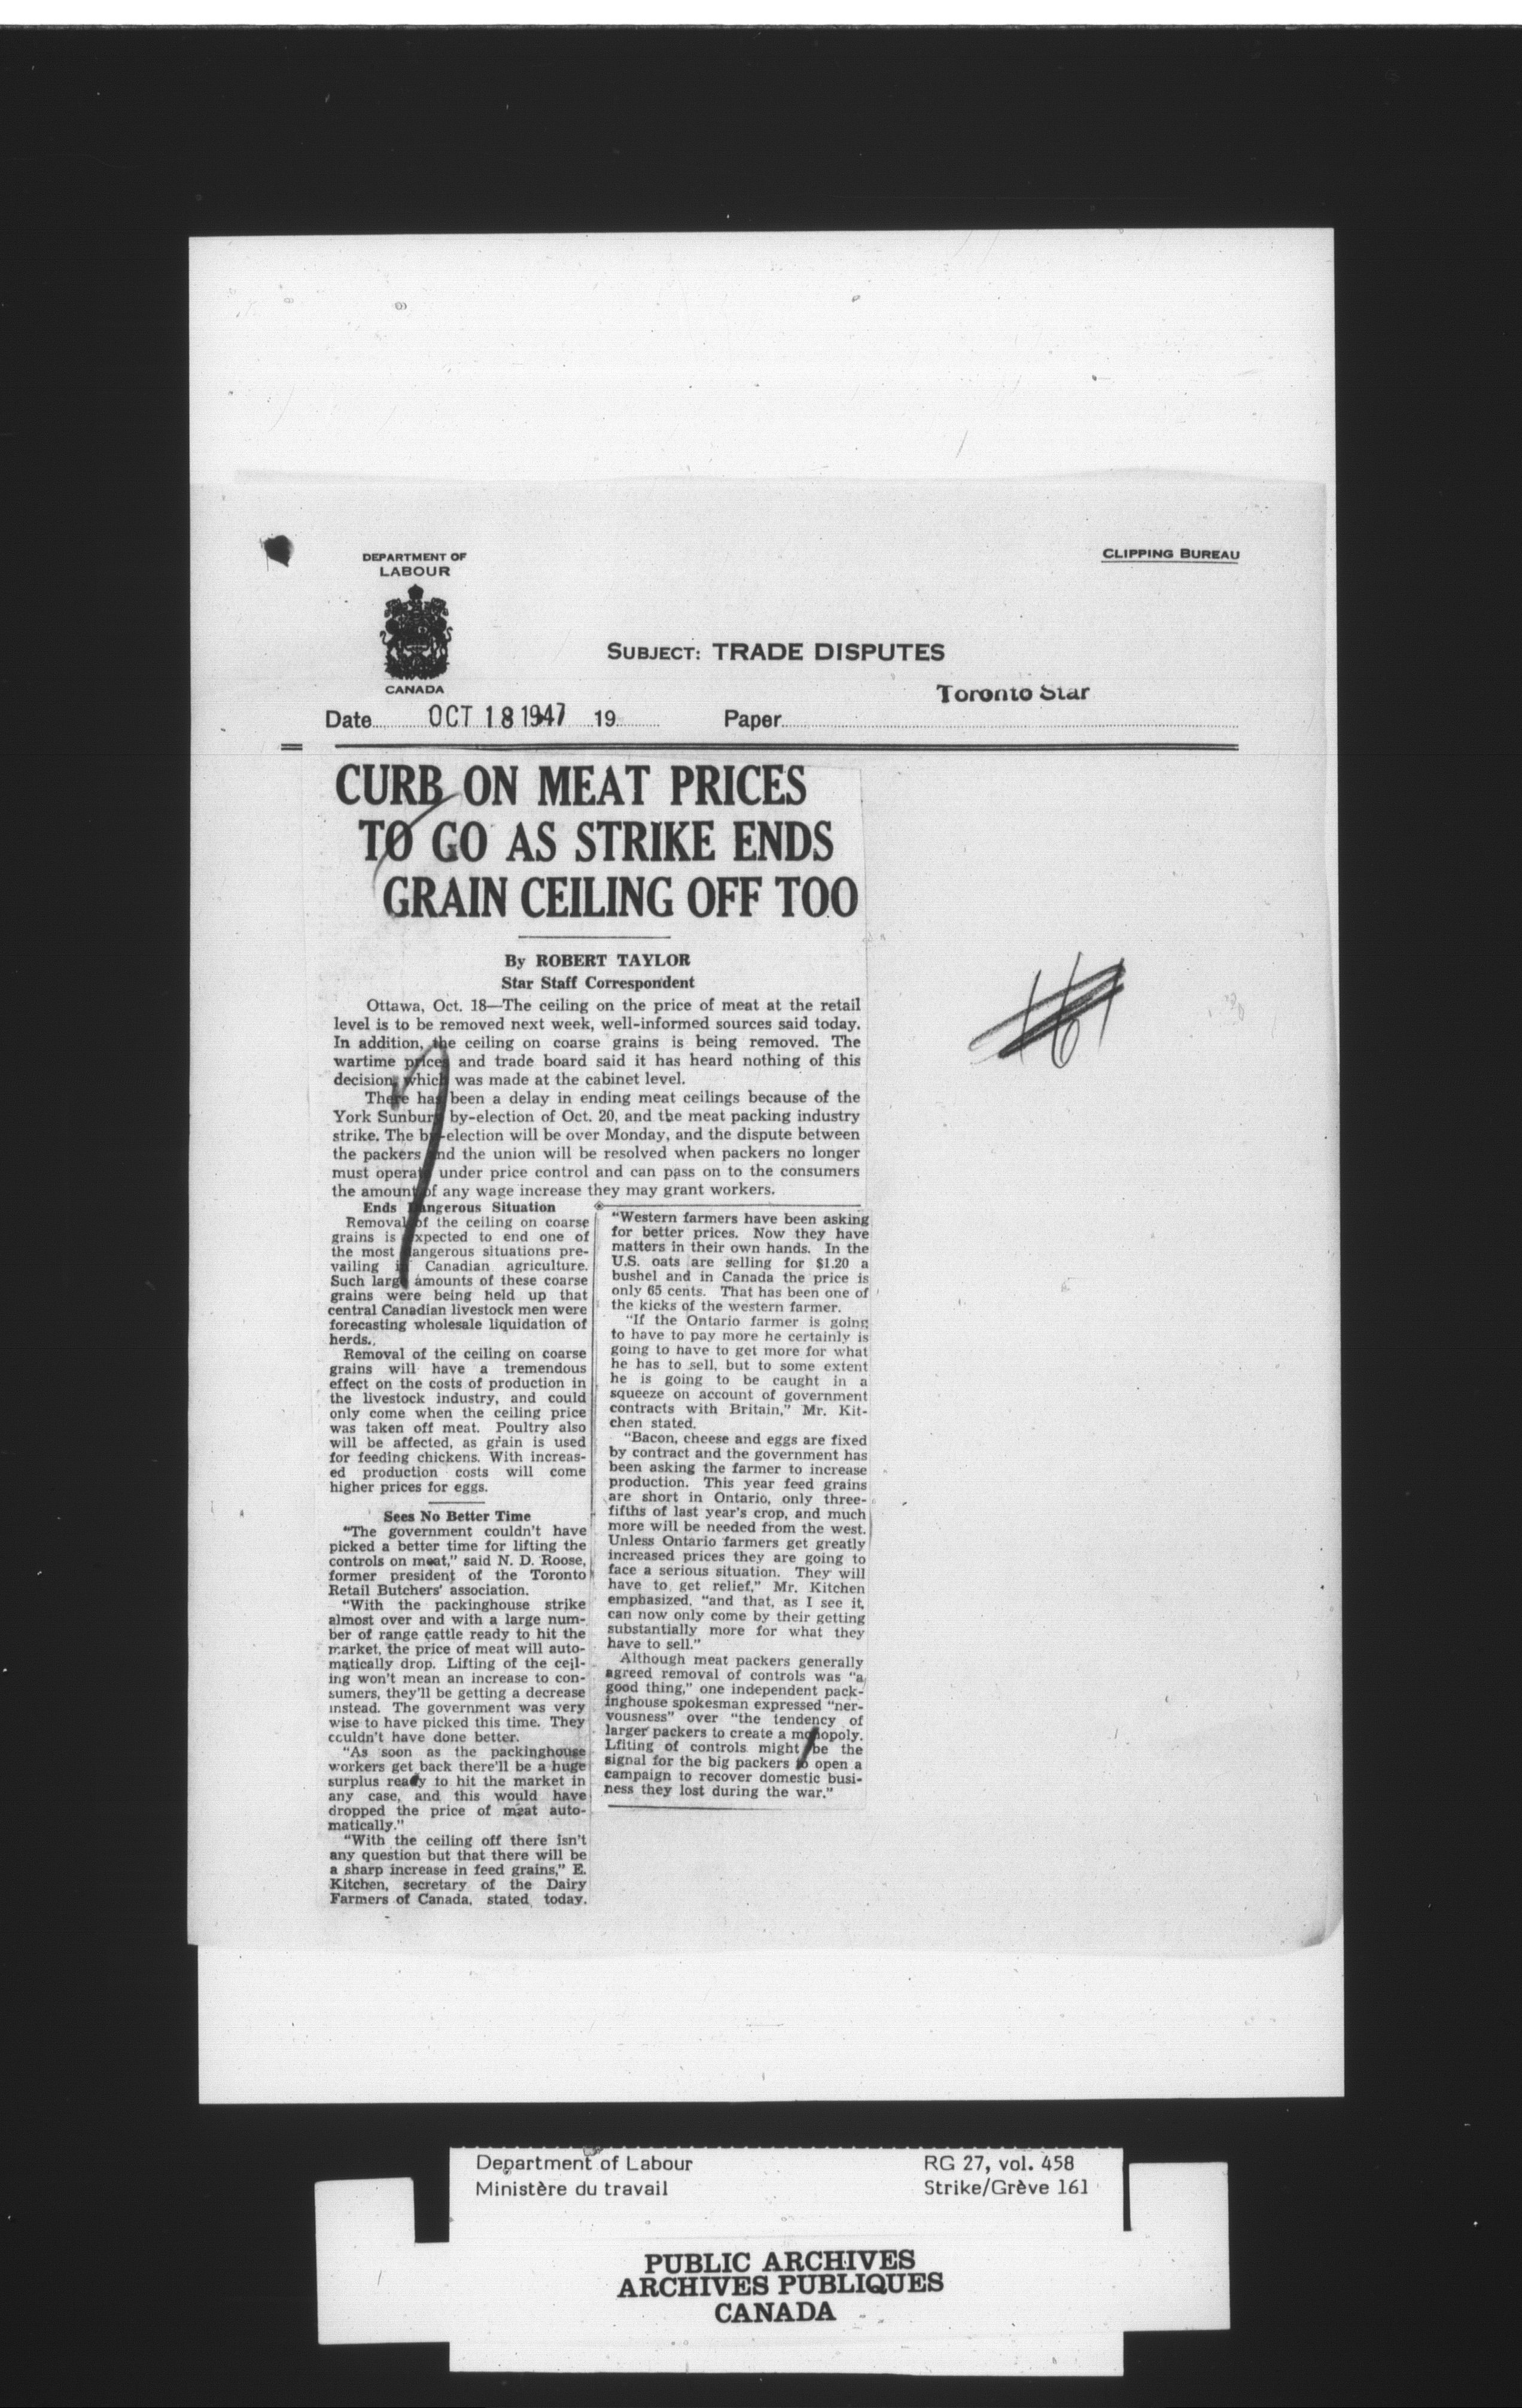 DEPARTMENT OF
LABOUR
CANADA
CLIPPING BUREAU
SUBJECT: TRADE DISPUTES
Toronto Star
Date OCT 18 1947 19 Paper
CURB ON MEAT PRICES
TO GO AS STRIKE ENDS
GRAIN CEILING OFF TOO
By ROBERT TAYLOR
Star Staff Correspondent
Ottawa, Oct. 18—The ceiling on the price of meat at the retail
level is to be removed next week, well-informed sources said today.
In addition, the ceiling on coarse grains is being removed. The
wartime prices and trade board said it has heard nothing of this
decision, which was made at the cabinet level.
There has been a delay in ending meat ceilings because of the
York Sunbury by-election of Oct. 20, and the meat packing industry
strike. The by-election will be over Monday, and the dispute between
the packers and the union will be resolved when packers no longer
must operate under price control and can pass on to the consumers
the amount of any wage increase they may grant workers.
Ends Dangerous Situation
Removal of the ceiling on coarse
grains is expected to end one of
the most dangerous situations pre-
vailing in Canadian agriculture.
Such large amounts of these coarse
grains were being held up that
central Canadian livestock men were
forecasting wholesale liquidation of
herds.
Removal of the ceiling on coarse
grains will have a tremendous
effect on the costs of production in
the livestock industry, and could
only come when the ceiling price
was taken off meat. Poultry also
will be affected, as grain is used
for feeding chickens. With increas-
ed production costs will come
higher prices for eggs.
Sees No Better Time
"The government couldn't have
picked a better time for lifting the
controls on meat," said N. D. Roose,
former president of the Toronto
Retail Butchers' association.
"With the packinghouse strike
almost over and with a large num-
ber of range cattle ready to hit the
market, the price of meat will auto-
matically drop. Lifting of the ceil-
ing won't mean an increase to con-
sumers, they'll be getting a decrease
instead. The government was very
wise to have picked this time. They
couldn't have done better.
"As soon as the packinghouse
workers get back there'll be a huge
surplus ready to hit the market in
any case, and this would have
dropped the price of meat auto-
matically."
"With the ceiling off there isn't
any question but that there will be
a sharp increase in feed grains," E.
Kitchen, secretary of the Dairy
Farmers of Canada, stated today.
"Western farmers have been asking
for better prices. Now they have
matters in their own hands. In the
U.S. oats are selling for $1.20 a
bushel and in Canada the price is
only 65 cents. That has been one of
the kicks of the western farmer.
"If the Ontario farmer is going
to have to pay more he certainly is
going to have to get more for what
he has to sell, but to some extent
he is going to be caught in a
squeeze on account of government
contracts with Britain," Mr. Kit-
chen stated.
"Bacon, cheese and eggs are fixed
by contract and the government has
been asking the farmer to increase
production. This year feed grains
are short in Ontario, only three-
fifths of last year's crop, and much
more will be needed from the west.
Unless Ontario farmers get greatly
increased prices they are going to
face a serious situation. They will
have to get relief," Mr. Kitchen
emphasized, "and that, as I see it,
can now only come by their getting
substantially more for what they
have to sell."
Although meat packers generally
agreed removal of controls was "a
good thing," one independent pack-
inghouse spokesman expressed "ner-
vousness" over "the tendency of
larger packers to create a monopoly.
Lfiting of controls might be the
signal for the big packers to open a
campaign to recover domestic busi-
ness they lost during the war."
161
Department of Labour
Ministère du travail
RG 27, vol. 458
Strike/Grève 161
PUBLIC ARCHIVES
ARCHIVES PUBLIQUES
CANADA